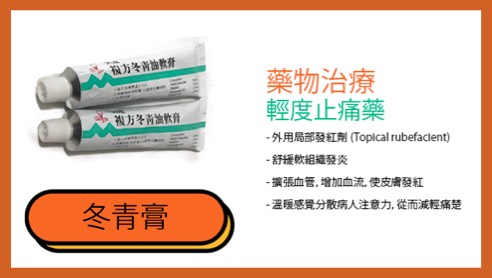 複方冬青油軟膏
複方冬青油軟膏
冬青膏
藥物治療
輕度止痛藥
- 外用局部發紅劑 (Topical rubefacient)
- 舒緩軟組織發炎
- 擴張血管, 增加血流, 使皮膚發紅
- 溫暖感覺分散病人注意力, 從而減輕痛楚